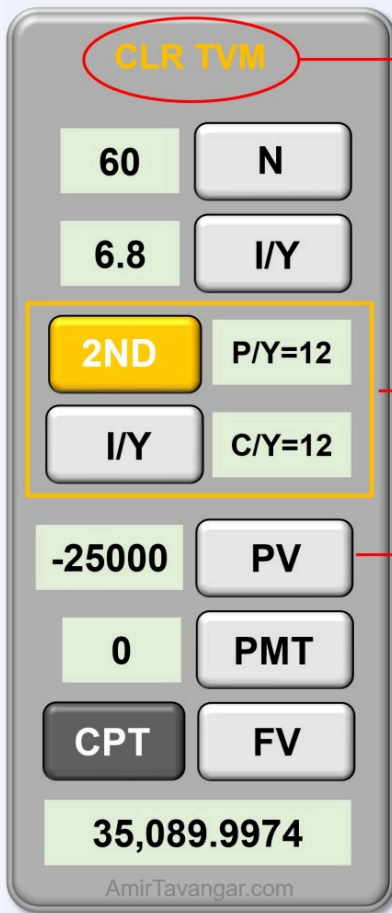 CLR TVM
60 N
6.8 I/Y
2ND P/Y=12
I/Y C/Y=12
-25000 PV
0 PMT
CPT FV
35,089.9974
AmirTavangar.com